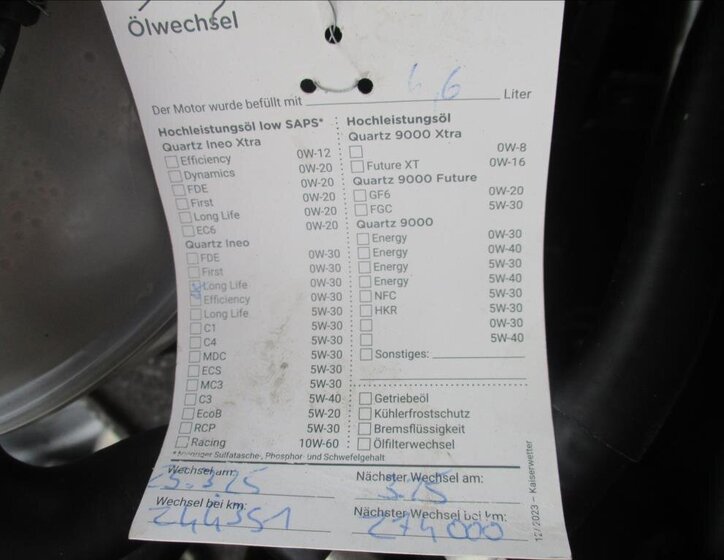 Ölwechsel
Der Motor wurde befüllt mit 6,6 Liter
Hochleistungsöl low SAPS*
Quartz Ineo Xtra
Efficiency 0W-12
Dynamics 0W-20
FDE 0W-20
First 0W-20
Long Life 0W-20
EC6 0W-20
Quartz Ineo
FDE 0W-30
First 0W-30
Long Life 0W-30
Efficiency 0W-30
Long Life 5W-30
C1 5W-30
C4 5W-30
MDC 5W-30
ECS 5W-30
MC3 5W-30
C3 5W-40
EcoB 5W-20
RCP 5W-30
Racing 10W-60
Hochleistungsöl
Quartz 9000 Xtra
0W-8
Future XT 0W-16
Quartz 9000 Future
GF6 0W-20
FGC 5W-30
Quartz 9000
Energy 0W-30
Energy 0W-40
Energy 5W-30
Energy 5W-40
NFC 5W-30
HKR 5W-30
0W-30
5W-40
Sonstiges:
Getriebeöl
Kühlerfrostschutz
Bremsflüssigkeit
Ölfilterwechsel
*Niedriger Sulfatasche-, Phosphor- und Schwefelgehalt
Wechsel am:
Nächster Wechsel am:
Wechsel bei km:
244351
Nächster Wechsel bei km:
274000
12/2023 – Kaiserwetter